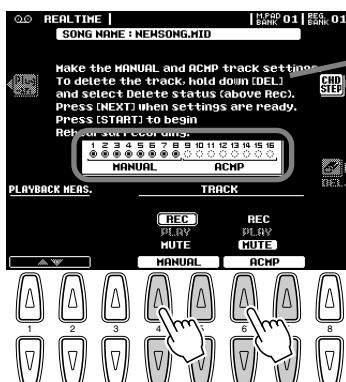 REALTIME
M.PAD BANK 01 REG. BANK 01
SONG NAME : NEWSONG.MID
Make the MANUAL and ACMP track settings.
To delete the track, hold down [DEL]
and select Delete status (above Rec).
Press [NEXT] when settings are ready.
Press [START] to begin
Rehearsal recording.
CHD STEP
1 2 3 4 5 6 7 8 9 10 11 12 13 14 15 16
MANUAL ACMP
DEL
PLAYBACK MEAS. TRACK
REC REC
PLAY PLAY
MUTE MUTE
MANUAL ACMP
1 2 3 4 5 6 8